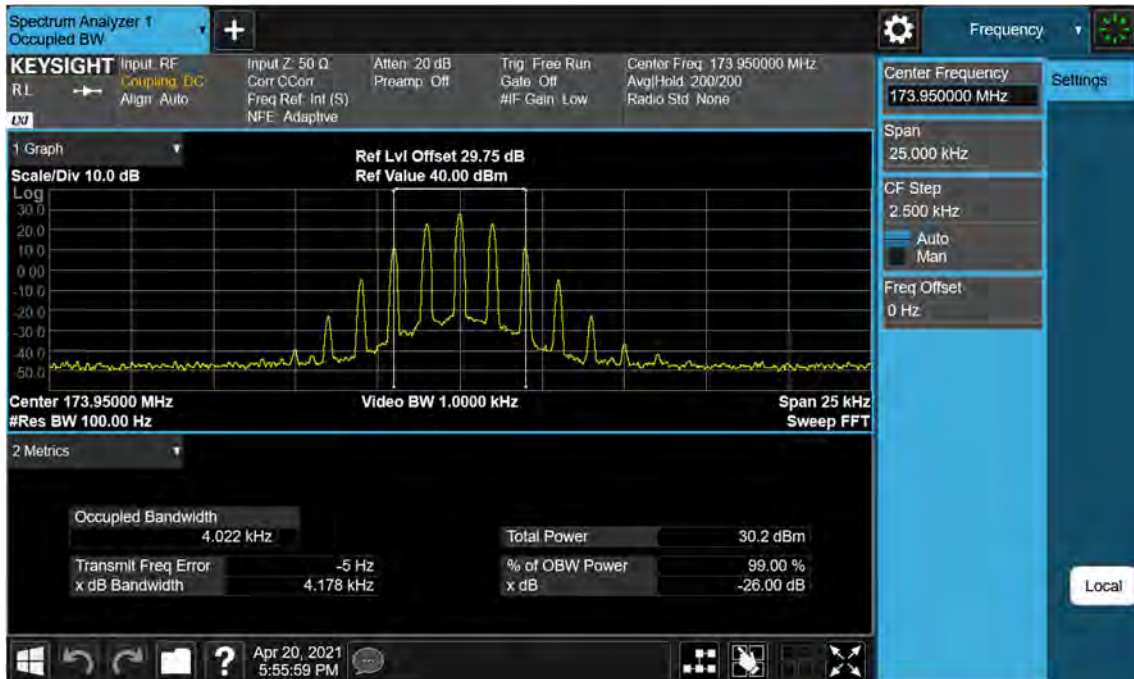 Spectrum Analyzer 1
Occupied BW
+
Frequency
KEYSIGHT
RL
LXI
Input: RF
Coupling: DC
Align: Auto
Input Z: 50 Ω
Corr CCorr
Freq Ref: Int (S)
NFE: Adaptive
Atten: 20 dB
Preamp: Off
Trig: Free Run
Gate: Off
#IF Gain: Low
Center Freq: 173.950000 MHz
Avg|Hold: 200/200
Radio Std: None
Center Frequency
173.950000 MHz
Settings
Span
25.000 kHz
CF Step
2.500 kHz
Auto
Man
Freq Offset
0 Hz
1 Graph
Scale/Div 10.0 dB
Ref Lvl Offset 29.75 dB
Ref Value 40.00 dBm
Log
30.0
20.0
10.0
0.00
-10.0
-20.0
-30.0
-40.0
-50.0
Center 173.95000 MHz
Video BW 1.0000 kHz
Span 25 kHz
#Res BW 100.00 Hz
Sweep FFT
2 Metrics
Occupied Bandwidth
4.022 kHz
Total Power 30.2 dBm
Transmit Freq Error -5 Hz
% of OBW Power 99.00 %
x dB Bandwidth 4.178 kHz
x dB -26.00 dB
Local
?
Apr 20, 2021
5:55:59 PM